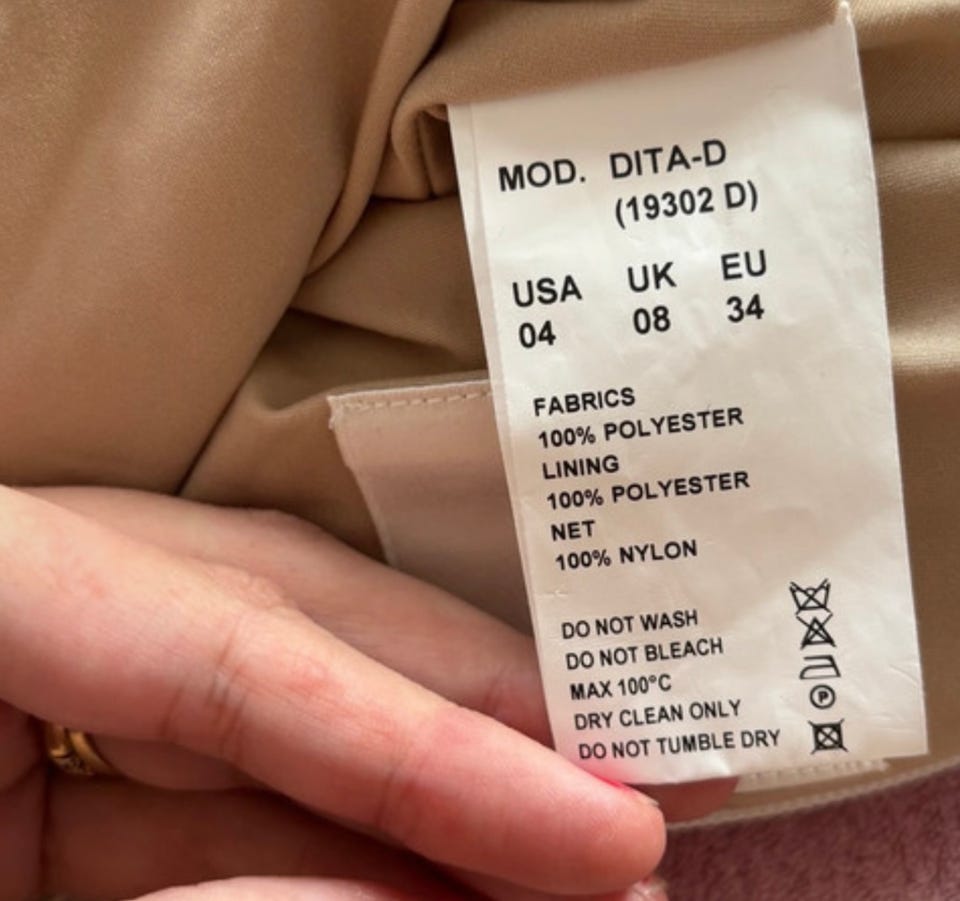 MOD. DITA-D
(19302 D)
USA UK EU
04 08 34
FABRICS
100% POLYESTER
LINING
100% POLYESTER
NET
100% NYLON
DO NOT WASH
DO NOT BLEACH
MAX 100°C
DRY CLEAN ONLY
P
DO NOT TUMBLE DRY